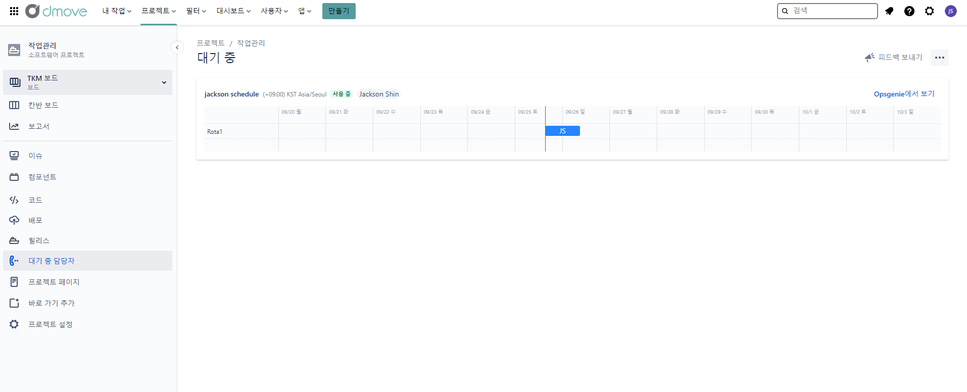 dmove 내 작업 프로젝트 필터 대시보드 사용자 앱 만들기 검색 JS
작업관리
소프트웨어 프로젝트
TKM 보드
보드
칸반 보드
보고서
이슈
컴포넌트
코드
배포
릴리스
대기 중 담당자
프로젝트 페이지
바로 가기 추가
프로젝트 설정
프로젝트 / 작업관리
대기 중
피드백 보내기
jackson schedule (+09:00) KST Asia/Seoul 사용 중 Jackson Shin Opsgenie에서 보기
09/20 월 09/21 화 09/22 수 09/23 목 09/24 금 09/25 토 09/26 일 09/27 월 09/28 화 09/29 수 09/30 목 10/1 금 10/2 토 10/3 일
Rota1 JS